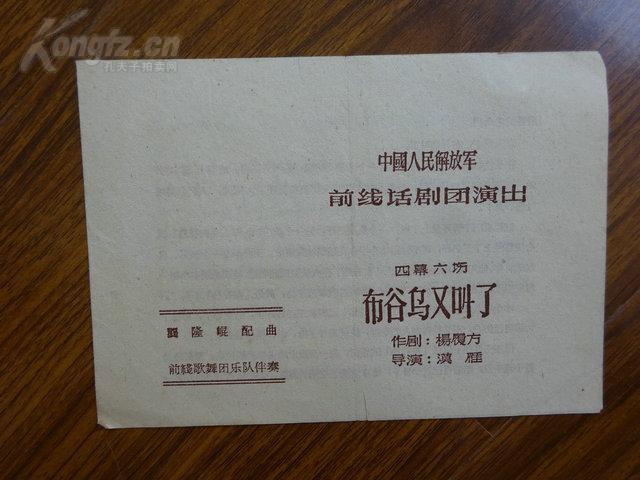 Kongfz.cn
孔夫子拍卖网
中國人民解放军
前线话剧团演出
四幕六场
布谷鸟又叫了
作剧：楊履方
导演：漠雁
龔隆崐配曲
前綫歌舞团乐队伴奏